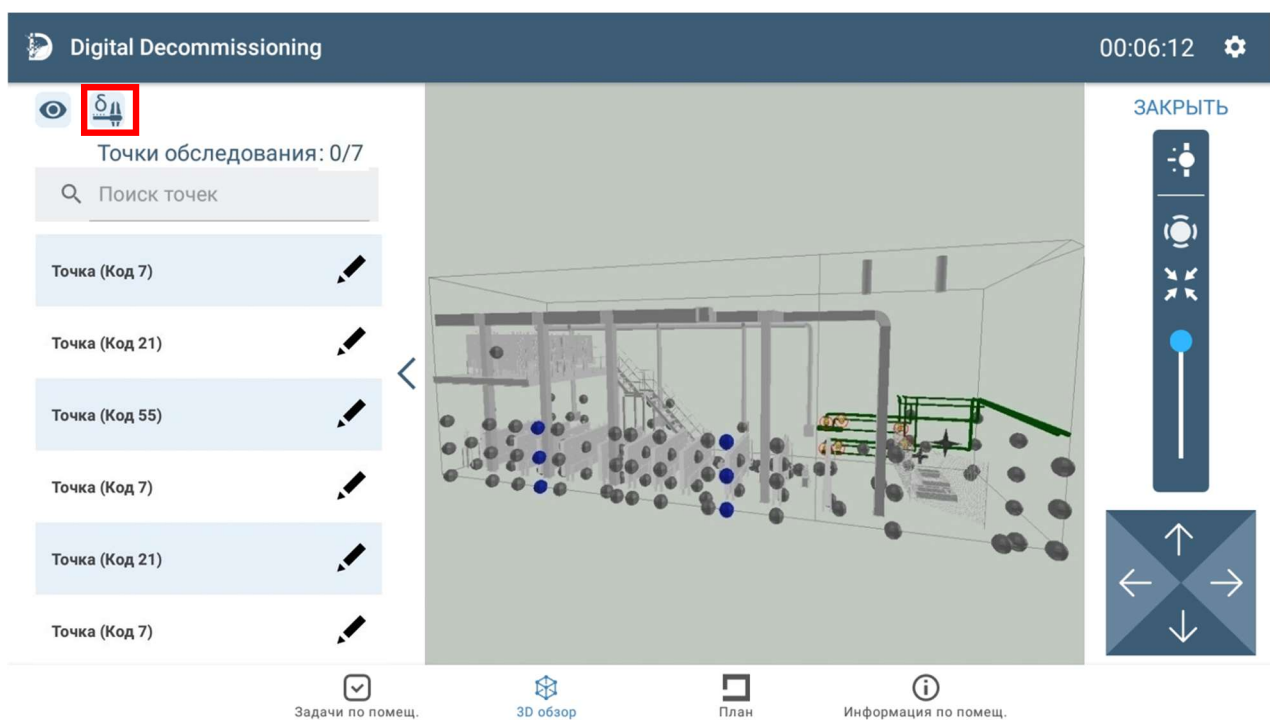 Digital Decommissioning
00:06:12
δ
ЗАКРЫТЬ
Точки обследования: 0/7
Поиск точек
Точка (Код 7)
Точка (Код 21)
Точка (Код 55)
Точка (Код 7)
Точка (Код 21)
Точка (Код 7)
Задачи по помещ.
3D обзор
План
Информация по помещ.